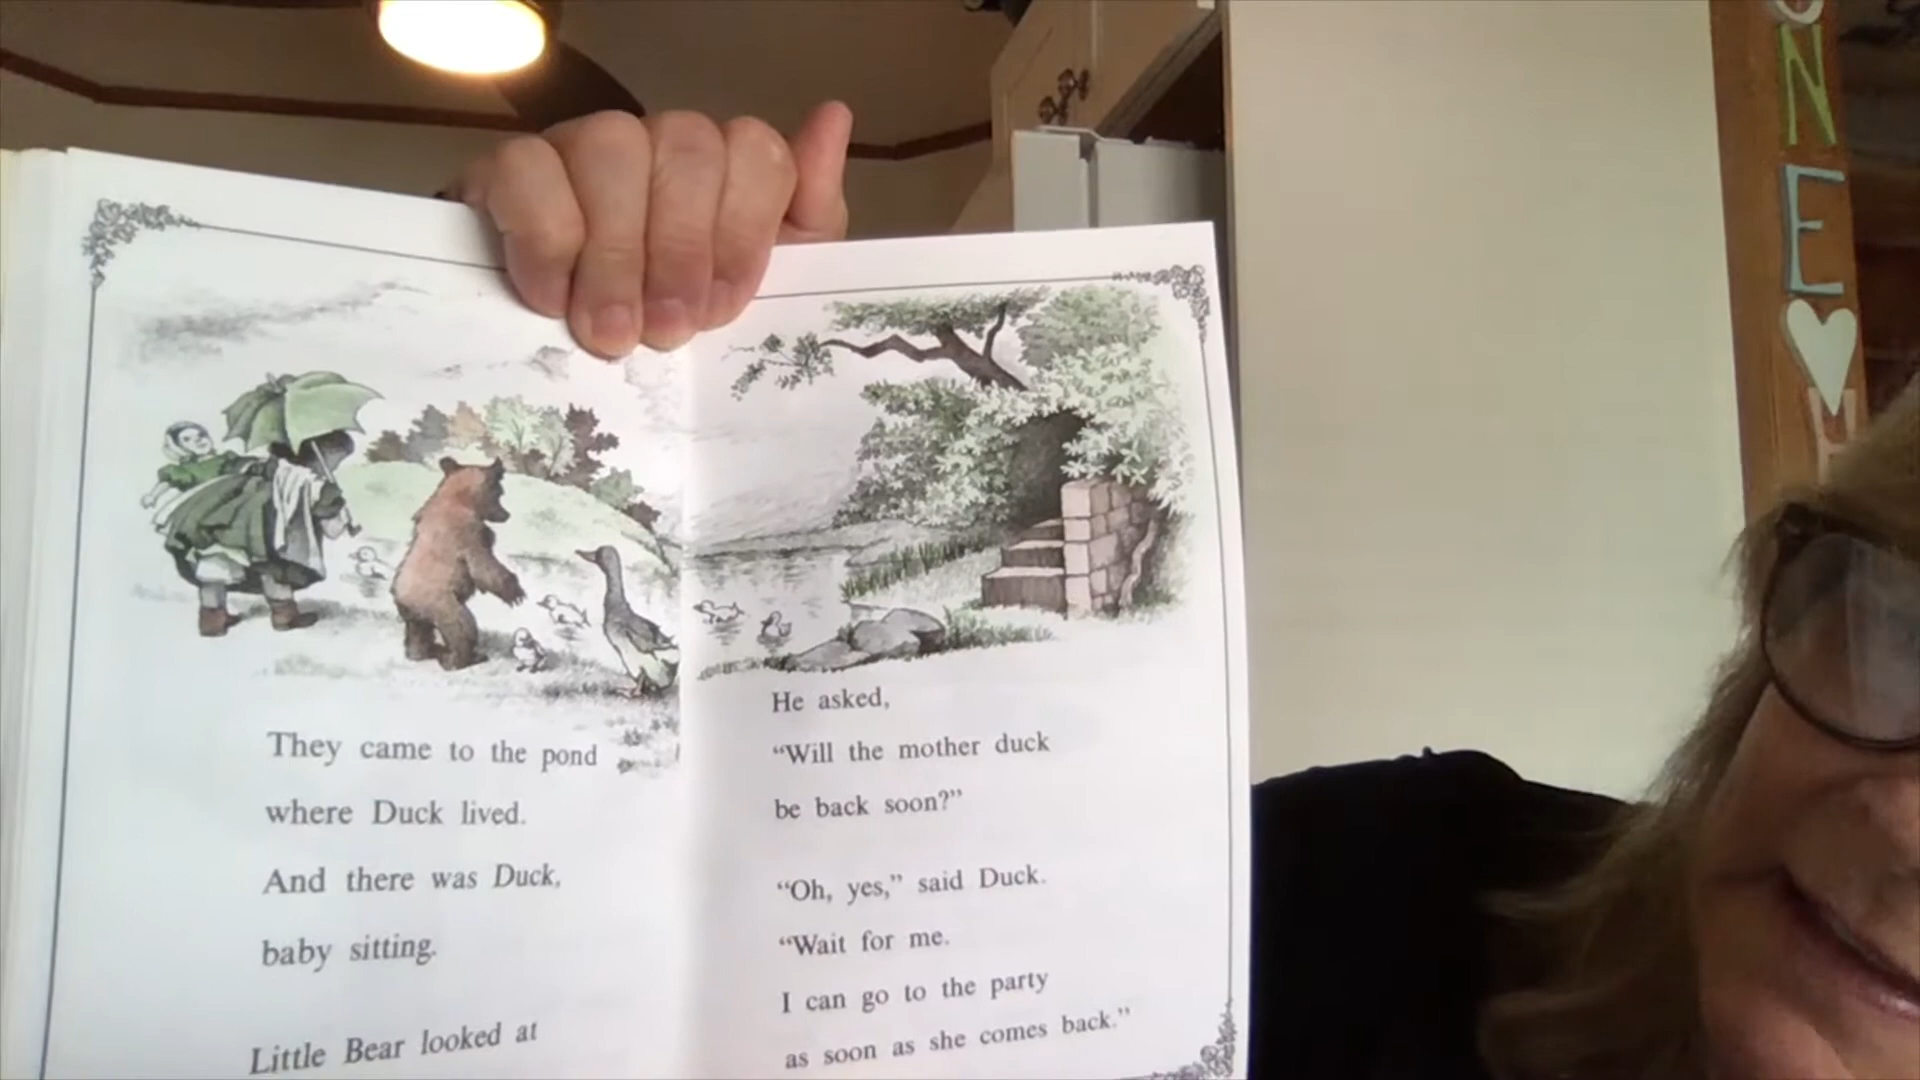 They came to the pond
where Duck lived.
And there was Duck,
baby sitting.
Little Bear looked at
He asked,
“Will the mother duck
be back soon?”
“Oh, yes,” said Duck.
“Wait for me.
I can go to the party
as soon as she comes back.”
N
E